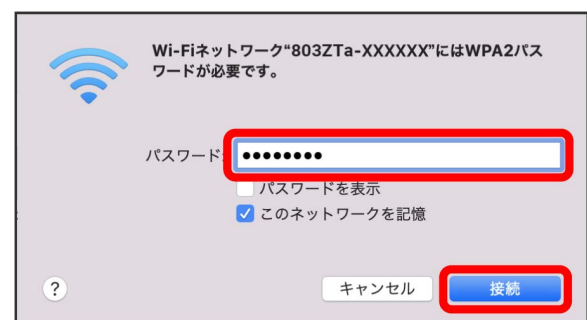 Wi-Fiネットワーク“803ZTa-XXXXXX”にはWPA2パス
ワードが必要です。
パスワード: ●●●●●●●●
パスワードを表示
このネットワークを記憶
? キャンセル 接続